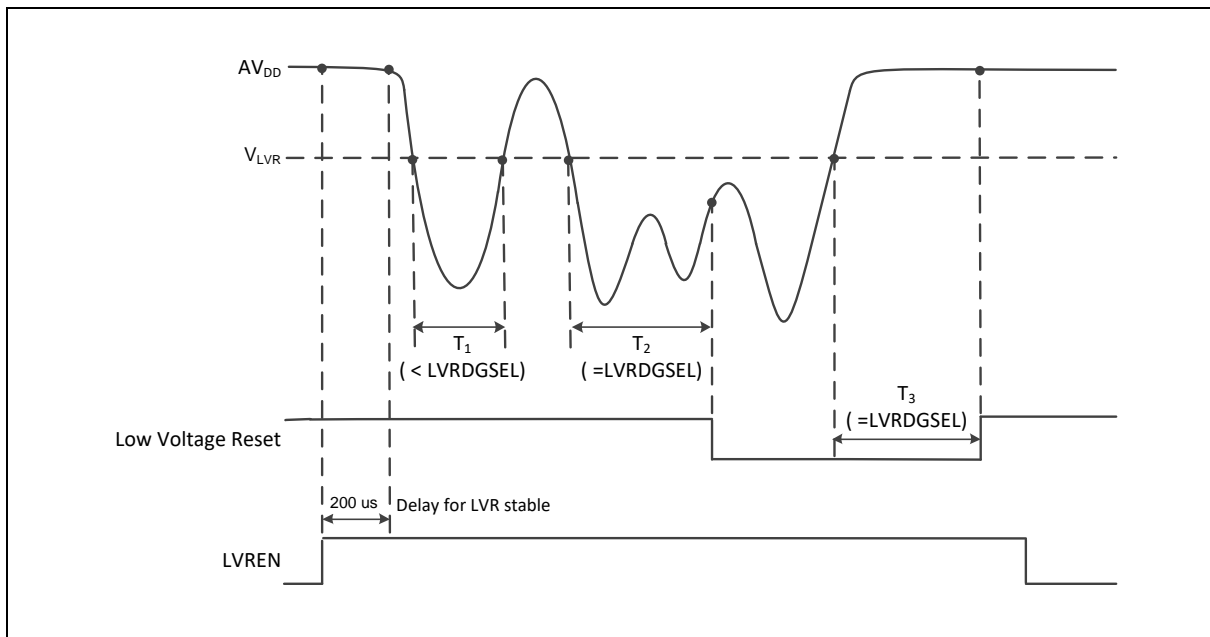 AVDD
VLVR
T1
( < LVRDGSEL)
T2
( =LVRDGSEL)
T3
( =LVRDGSEL)
Low Voltage Reset
200 us
Delay for LVR stable
LVREN